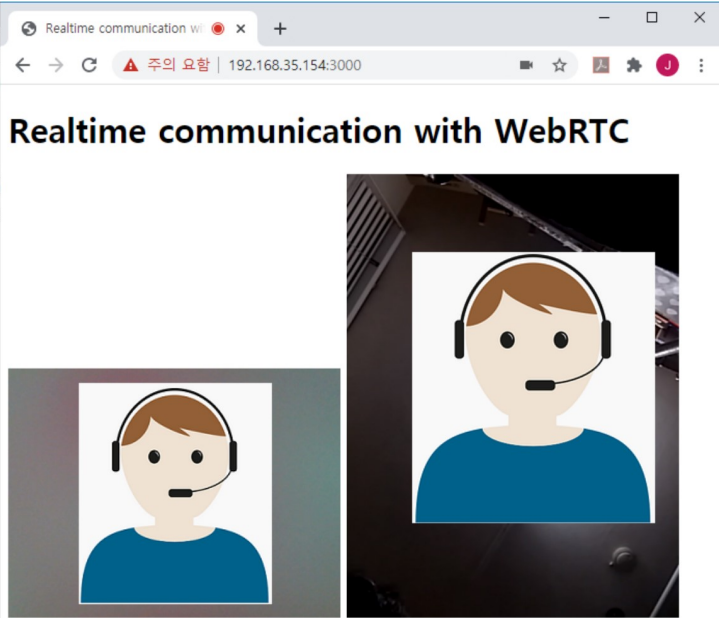 Realtime communication wi
주의 요함 192.168.35.154:3000
J
Realtime communication with WebRTC